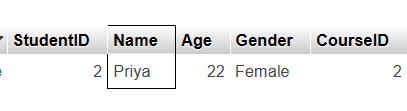 StudentID Name Age Gender CourseID
2 Priya 22 Female 2